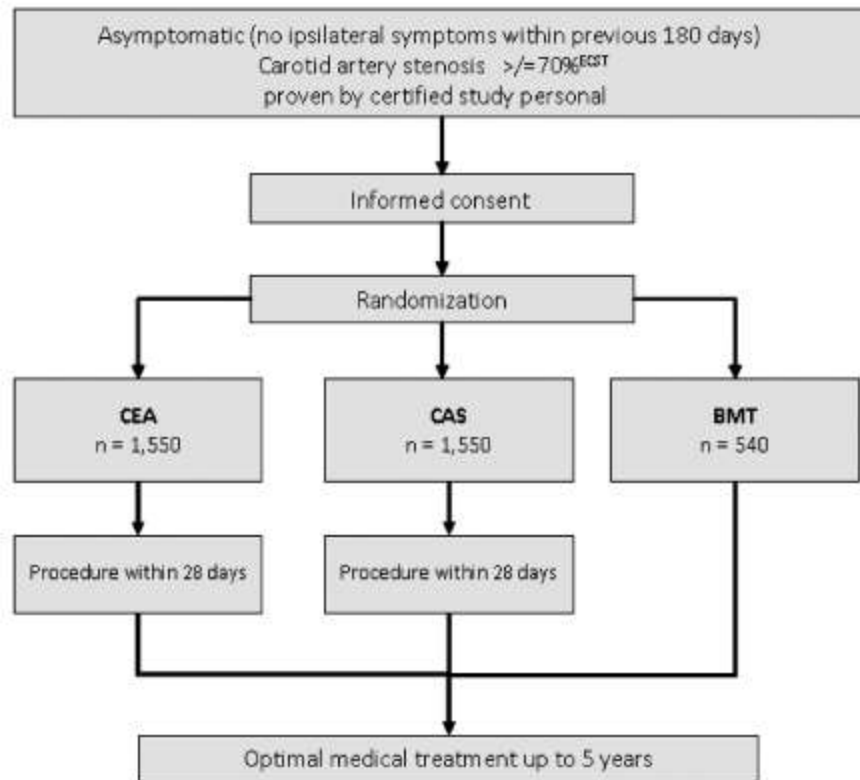 Asymptomatic (no ipsilateral symptoms within previous 180 days)
Carotid artery stenosis >/=70%ECST
proven by certified study personal
Informed consent
Randomization
CEA
n = 1,550
CAS
n = 1,550
BMT
n = 540
Procedure within 28 days
Procedure within 28 days
Optimal medical treatment up to 5 years